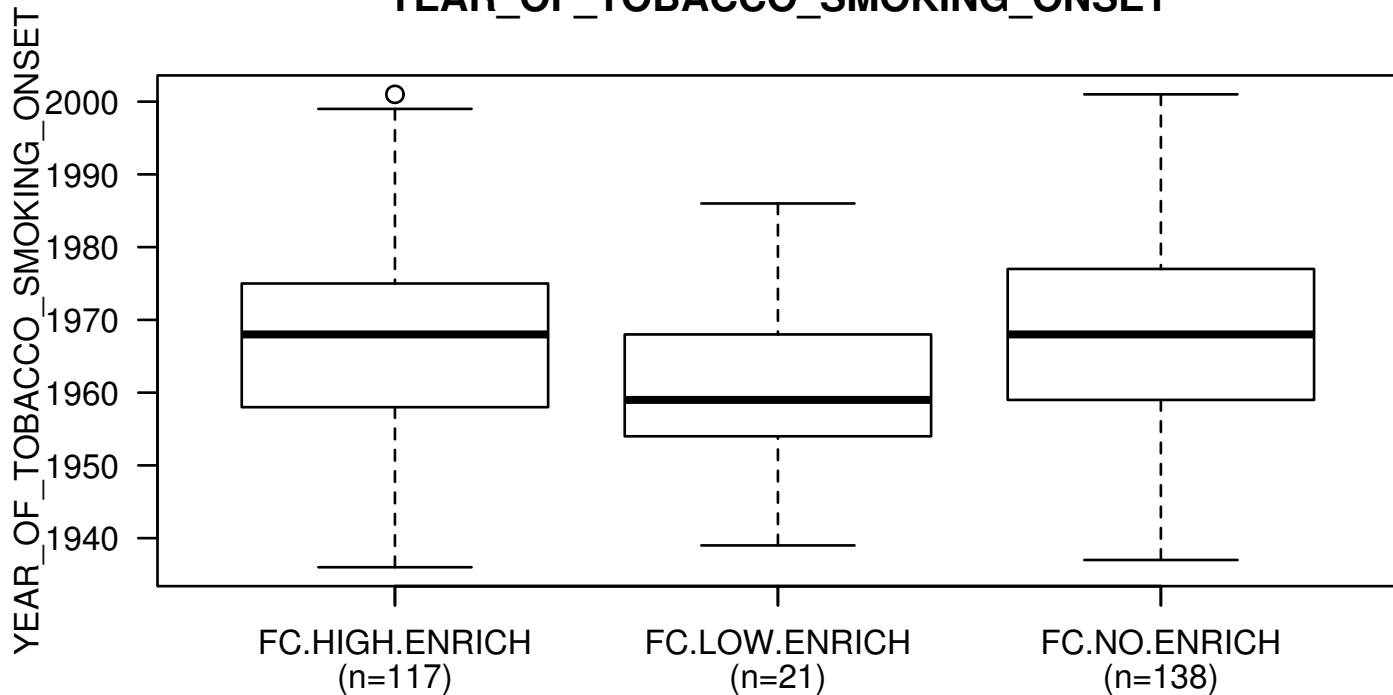 YEAR_OF_TOBACCO_SMOKING_ONSET
YEAR_OF_TOBACCO_SMOKING_ONSET
2000
1990
1980
1970
1960
1950
1940
FC.HIGH.ENRICH
(n=117)
FC.LOW.ENRICH
(n=21)
FC.NO.ENRICH
(n=138)